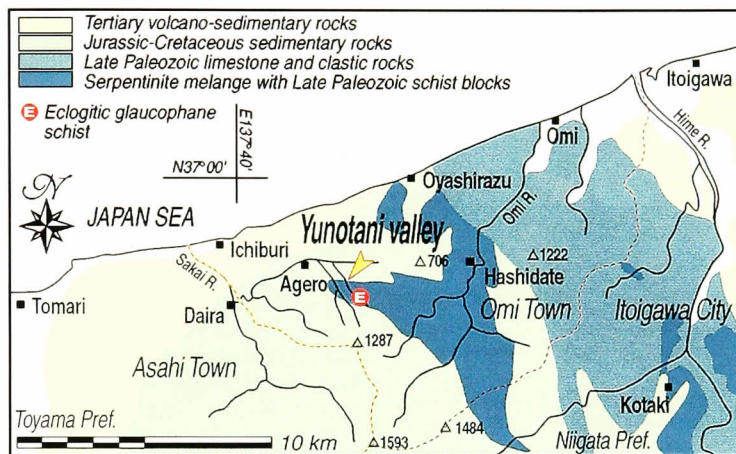 Tertiary volcano-sedimentary rocks
Jurassic-Cretaceous sedimentary rocks
Late Paleozoic limestone and clastic rocks
Serpentinite melange with Late Paleozoic schist blocks
E Eclogitic glaucophane
schist
E137°40'
N37°00'
N
JAPAN SEA
Itoigawa
Hime R.
Omi
Oyashirazu
Omi R.
Ichiburi
Yunotani valley
Sakai R.
Agero
706
Hashidate
1222
E
Tomari
Daira
Omi Town
Itoigawa City
1287
Asahi Town
Kotaki
Toyama Pref.
1484
Niigata Pref.
10 km
1593